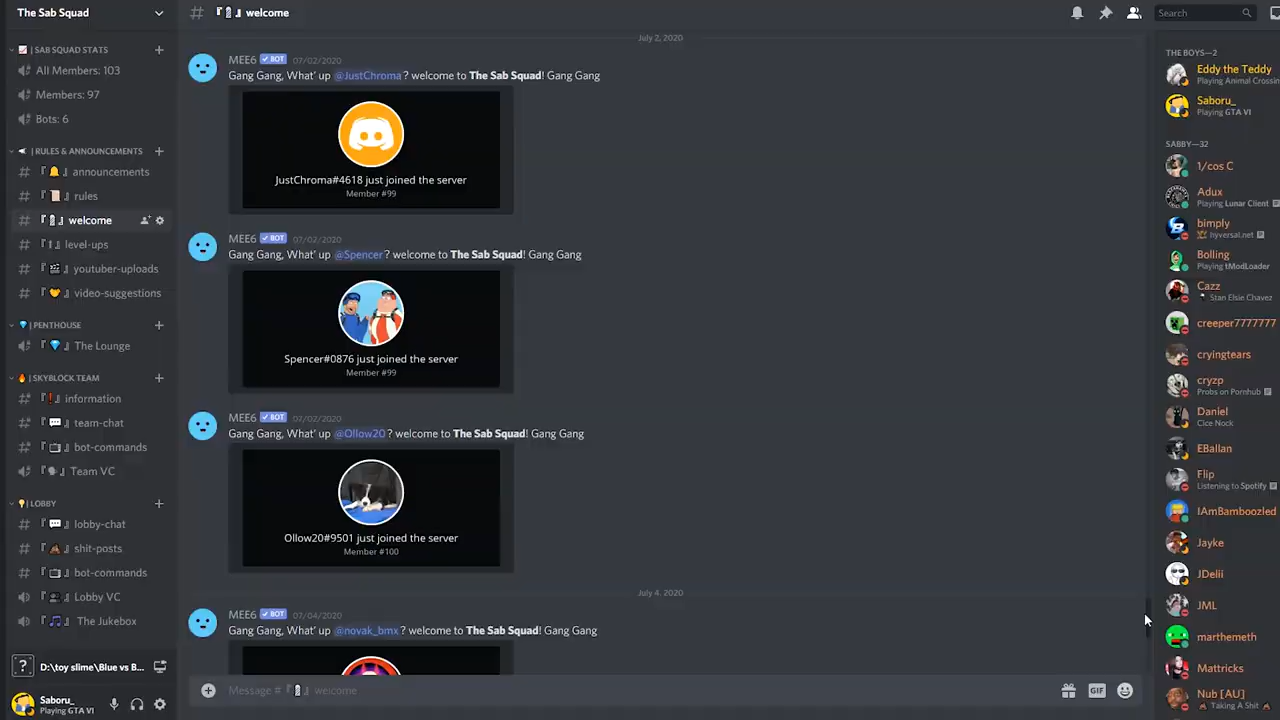 The Sab Squad
| SAB SQUAD STATS
All Members: 103
Members: 97
Bots: 6
| RULES & ANNOUNCEMENTS
announcements
rules
welcome
level-ups
youtuber-uploads
video-suggestions
| PENTHOUSE
The Lounge
| SKYBLOCK TEAM
information
team-chat
bot-commands
Team VC
| LOBBY
lobby-chat
shit-posts
bot-commands
Lobby VC
The Jukebox
D:\toy slime\Blue vs B...
Saboru_
Playing GTA VI
# welcome
Search
July 2, 2020
MEE6 BOT 07/02/2020
Gang Gang, What' up @JustChroma ? welcome to The Sab Squad! Gang Gang
JustChroma#4618 just joined the server
Member #99
MEE6 BOT 07/02/2020
Gang Gang, What' up @Spencer ? welcome to The Sab Squad! Gang Gang
Spencer#0876 just joined the server
Member #99
MEE6 BOT 07/02/2020
Gang Gang, What' up @Ollow20 ? welcome to The Sab Squad! Gang Gang
Ollow20#9501 just joined the server
Member #100
July 4, 2020
MEE6 BOT 07/04/2020
Gang Gang, What' up @novak_bmx ? welcome to The Sab Squad! Gang Gang
Message # welcome
GIF
THE BOYS—2
Eddy the Teddy
Playing Animal Crossin
Saboru_
Playing GTA VI
SABBY—32
1/cos C
Adux
Playing Lunar Client
bimply
hyversal.net
Bolling
Playing tModLoader
Cazz
Stan Elsie Chavez
creeper7777777
cryingtears
cryzp
Probs on Pornhub
Daniel
Cice Nock
EBallan
Flip
Listening to Spotify
IAmBamboozled
Jayke
JDelii
JML
marthemeth
Mattricks
Nub [AU]
Taking A Shit